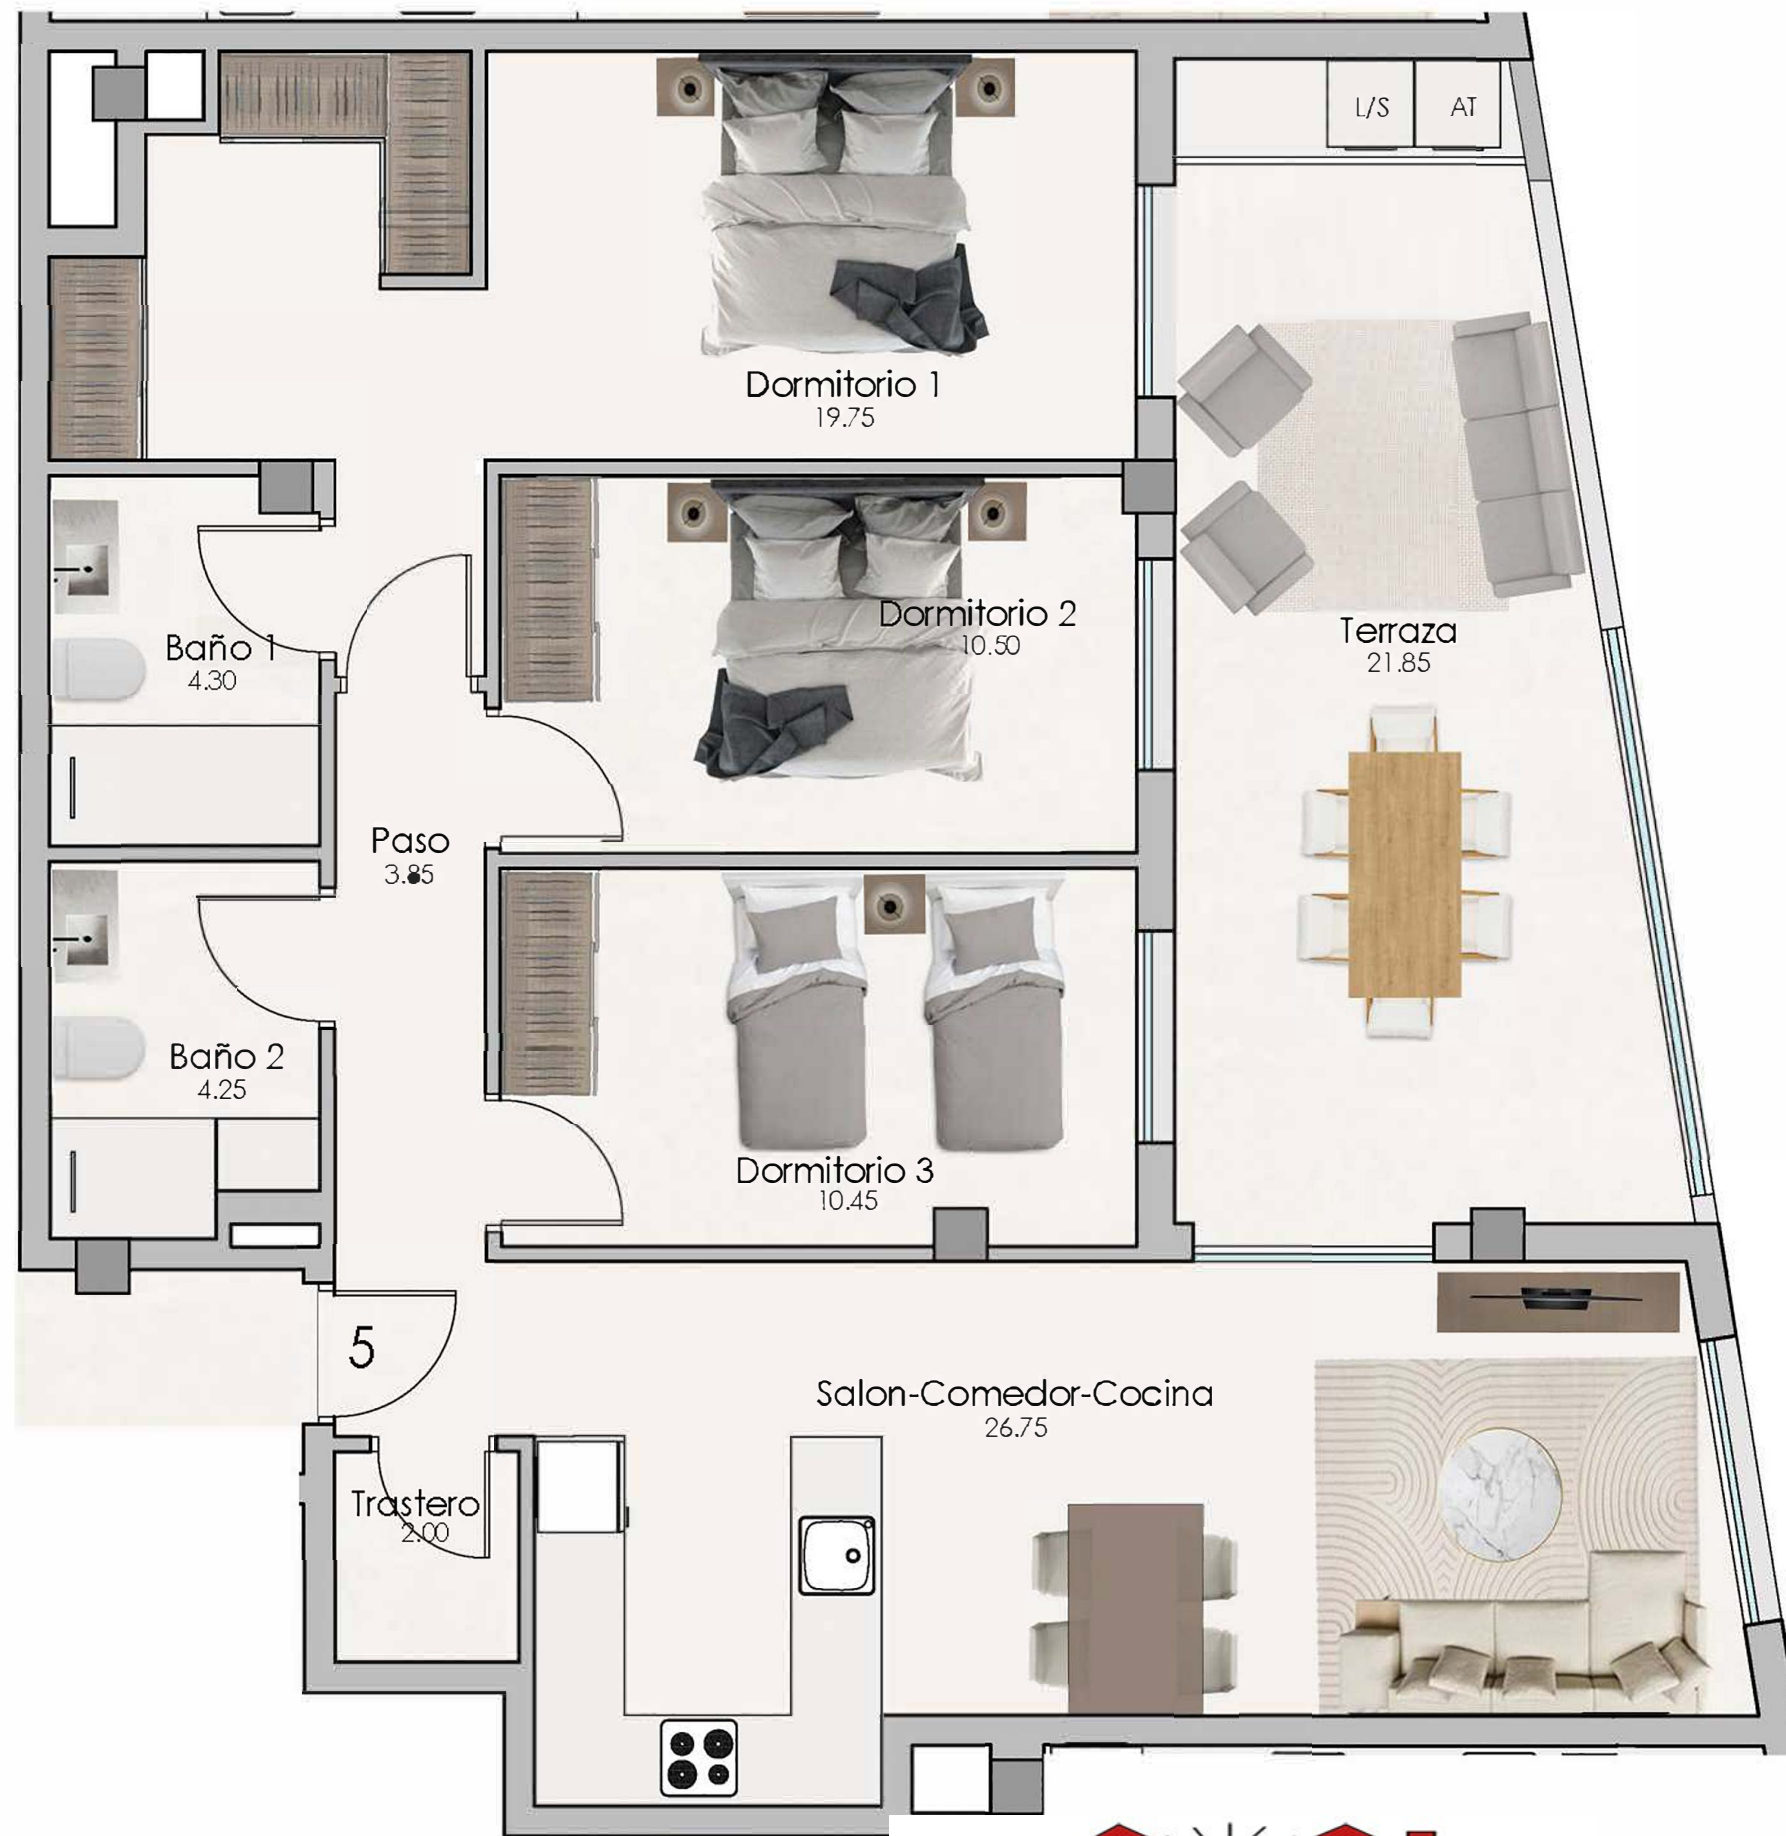 L/S
AT
Dormitorio 1
19.75
Dormitorio 2
10.50
Terraza
21.85
Baño 1
4.30
Paso
3.85
Baño 2
4.25
Dormitorio 3
10.45
5
Salon-Comedor-Cocina
26.75
Trastero
2.00